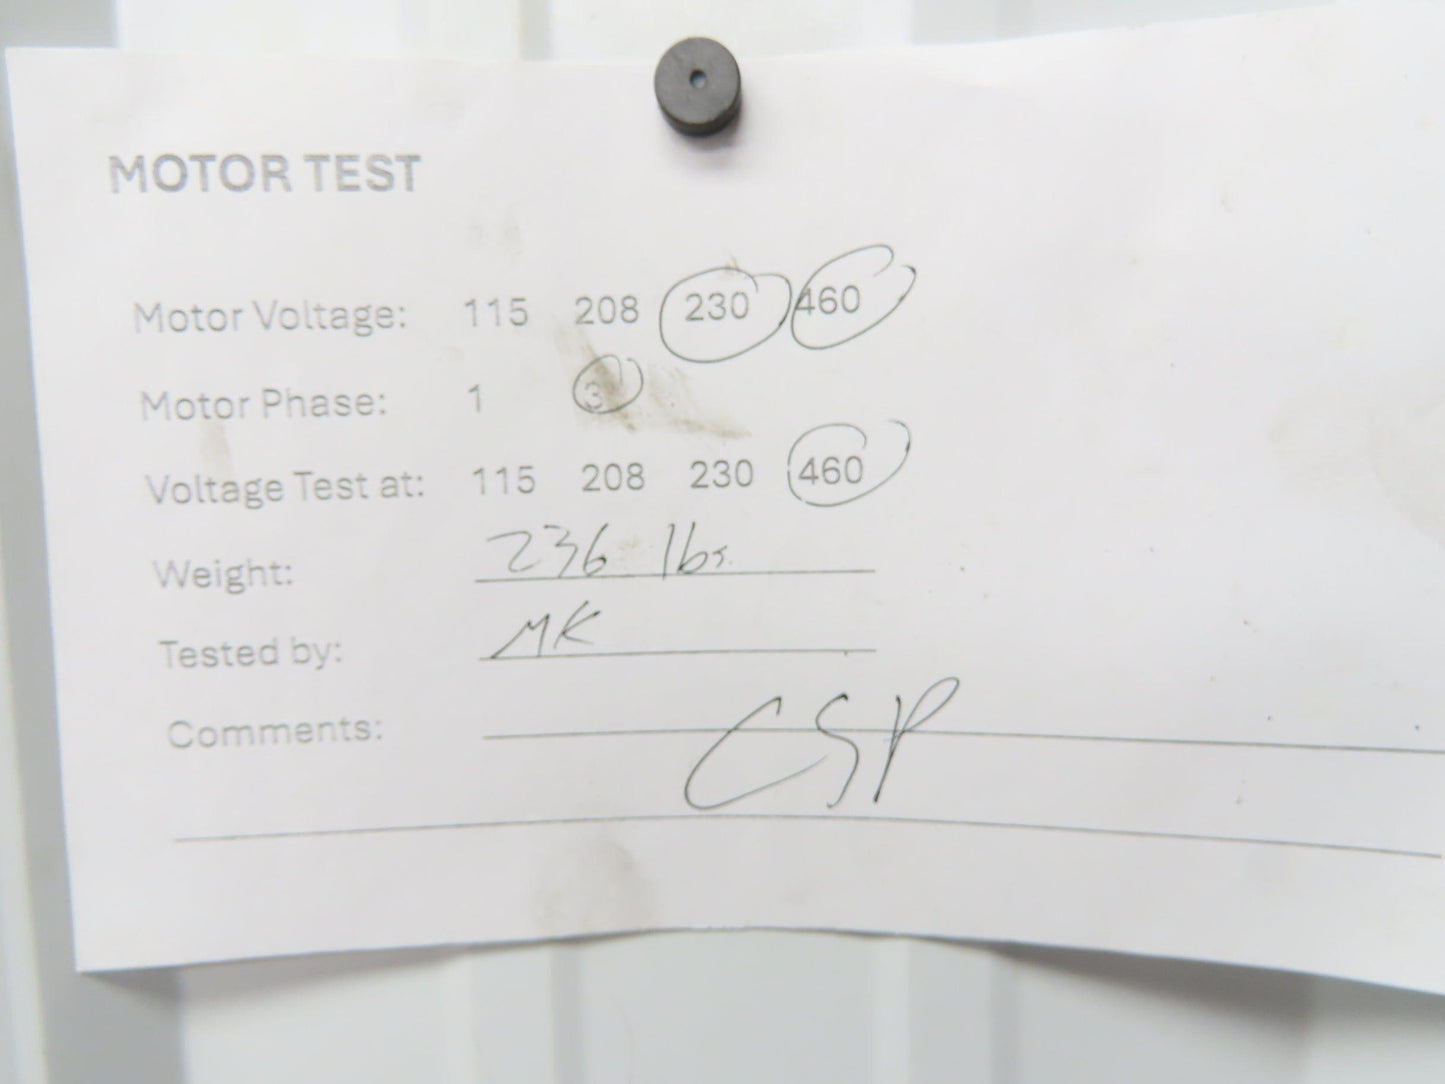 MOTOR TEST
Motor Voltage: 115 208 230 460
Motor Phase: 1 3
Voltage Test at: 115 208 230 460
Weight: 236 lbs.
Tested by: MK
Comments: CSP